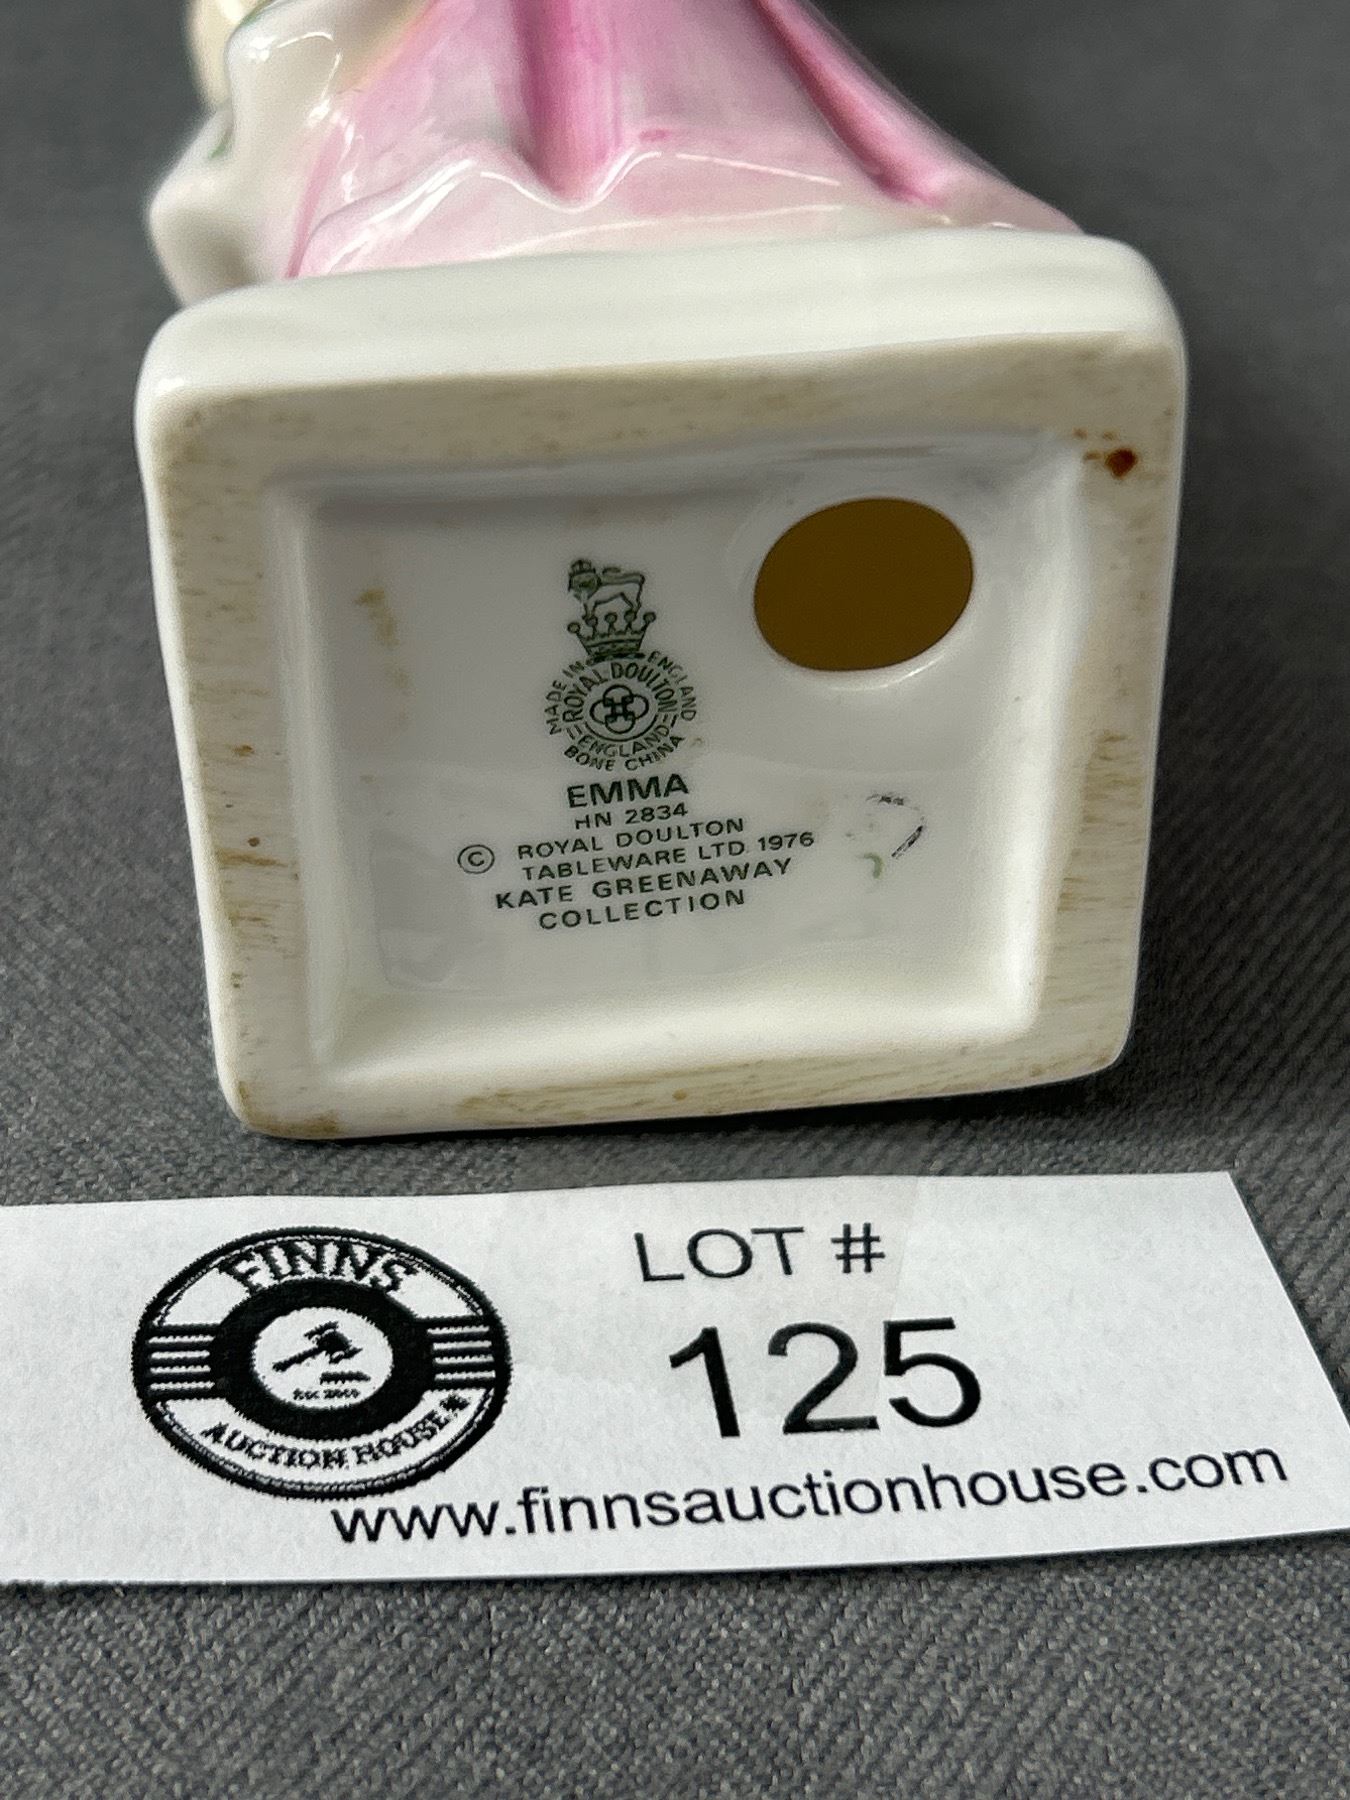 MADE IN ENGLAND
ROYAL DOULTON
ENGLAND
BONE CHINA
EMMA
HN 2834
© ROYAL DOULTON
TABLEWARE LTD 1976
KATE GREENAWAY
COLLECTION
FINNS
AUCTION HOUSE
LOT #
125
www.finnsauctionhouse.com